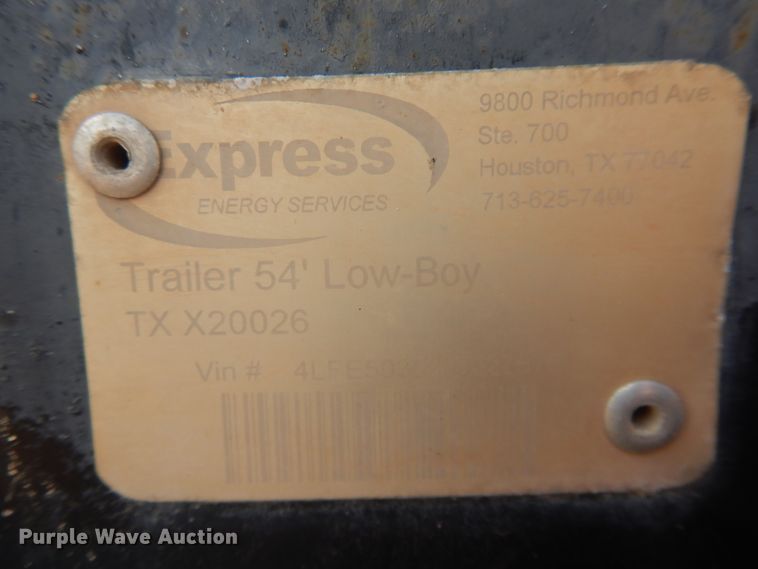 Express
ENERGY SERVICES
9800 Richmond Ave.
Ste. 700
Houston, TX 77042
713-625-7400
Trailer 54' Low-Boy
TX X20026
Vin #
Purple Wave Auction